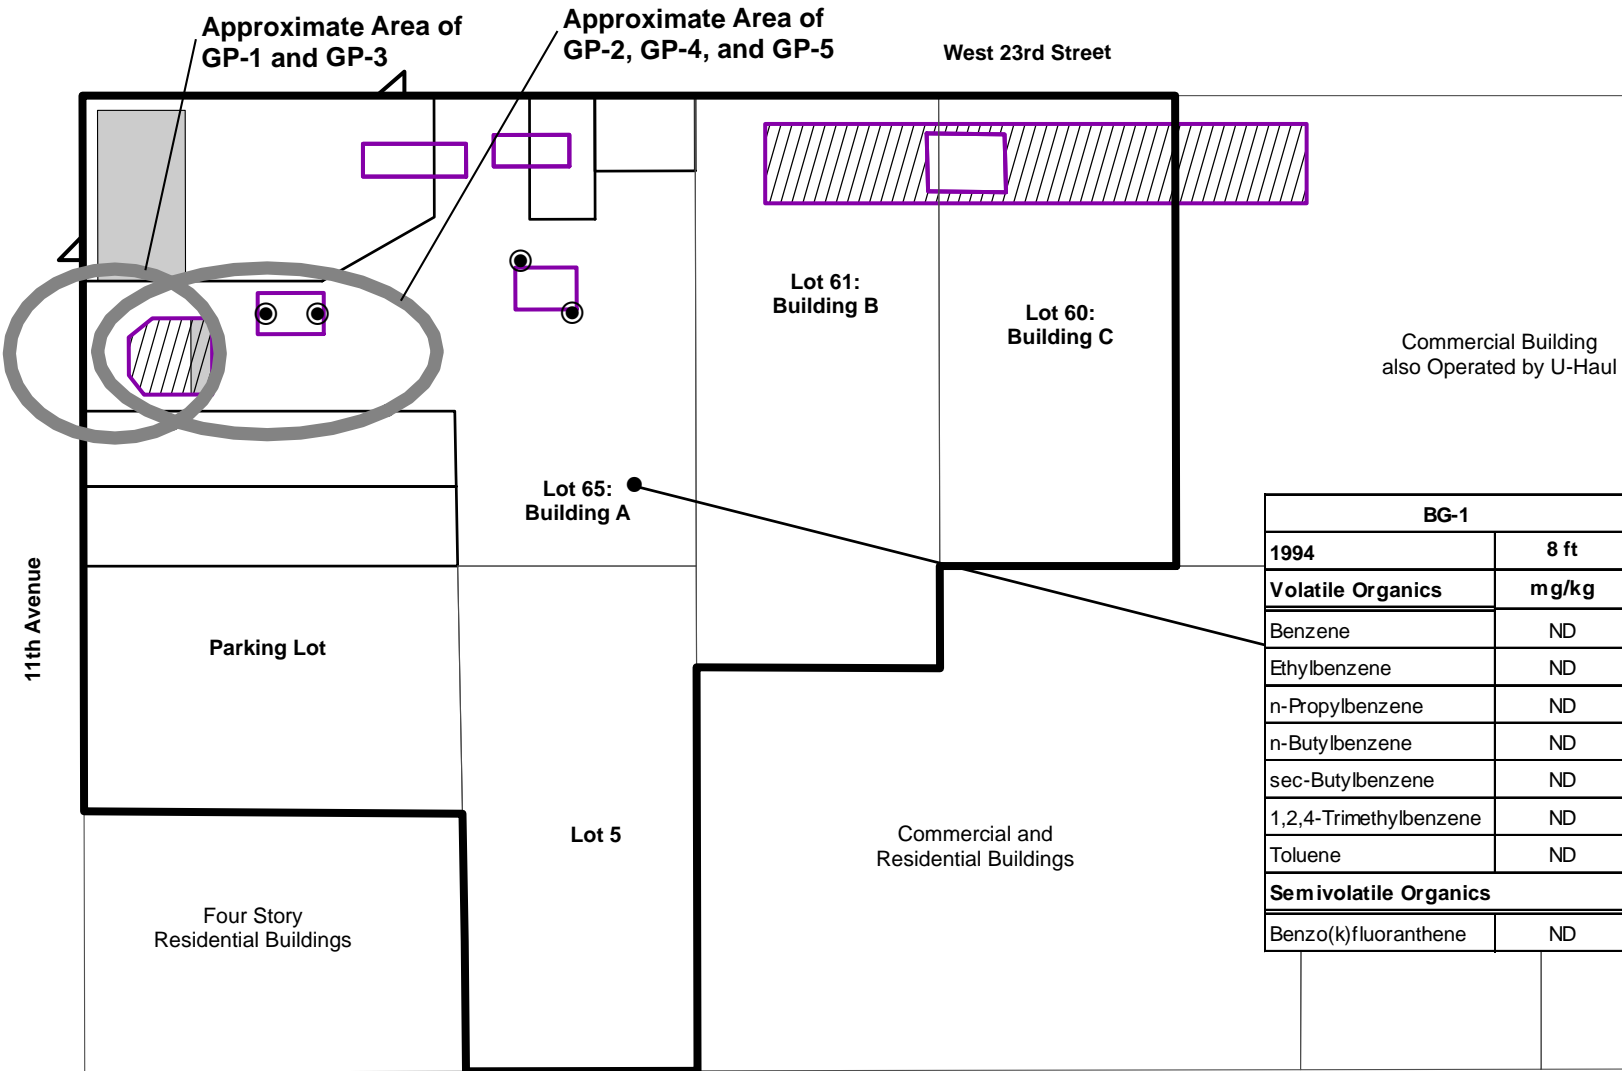 Approximate Area of
GP-1 and GP-3
Approximate Area of
GP-2, GP-4, and GP-5
West 23rd Street
Lot 61:
Building B
Lot 60:
Building C
Commercial Building
also Operated by U-Haul
Lot 65:
Building A
11th Avenue
Parking Lot
Lot 5
Commercial and
Residential Buildings
Four Story
Residential Buildings
BG-1
1994 8 ft
Volatile Organics mg/kg
Benzene ND
Ethylbenzene ND
n-Propylbenzene ND
n-Butylbenzene ND
sec-Butylbenzene ND
1,2,4-Trimethylbenzene ND
Toluene ND
Semivolatile Organics
Benzo(k)fluoranthene ND